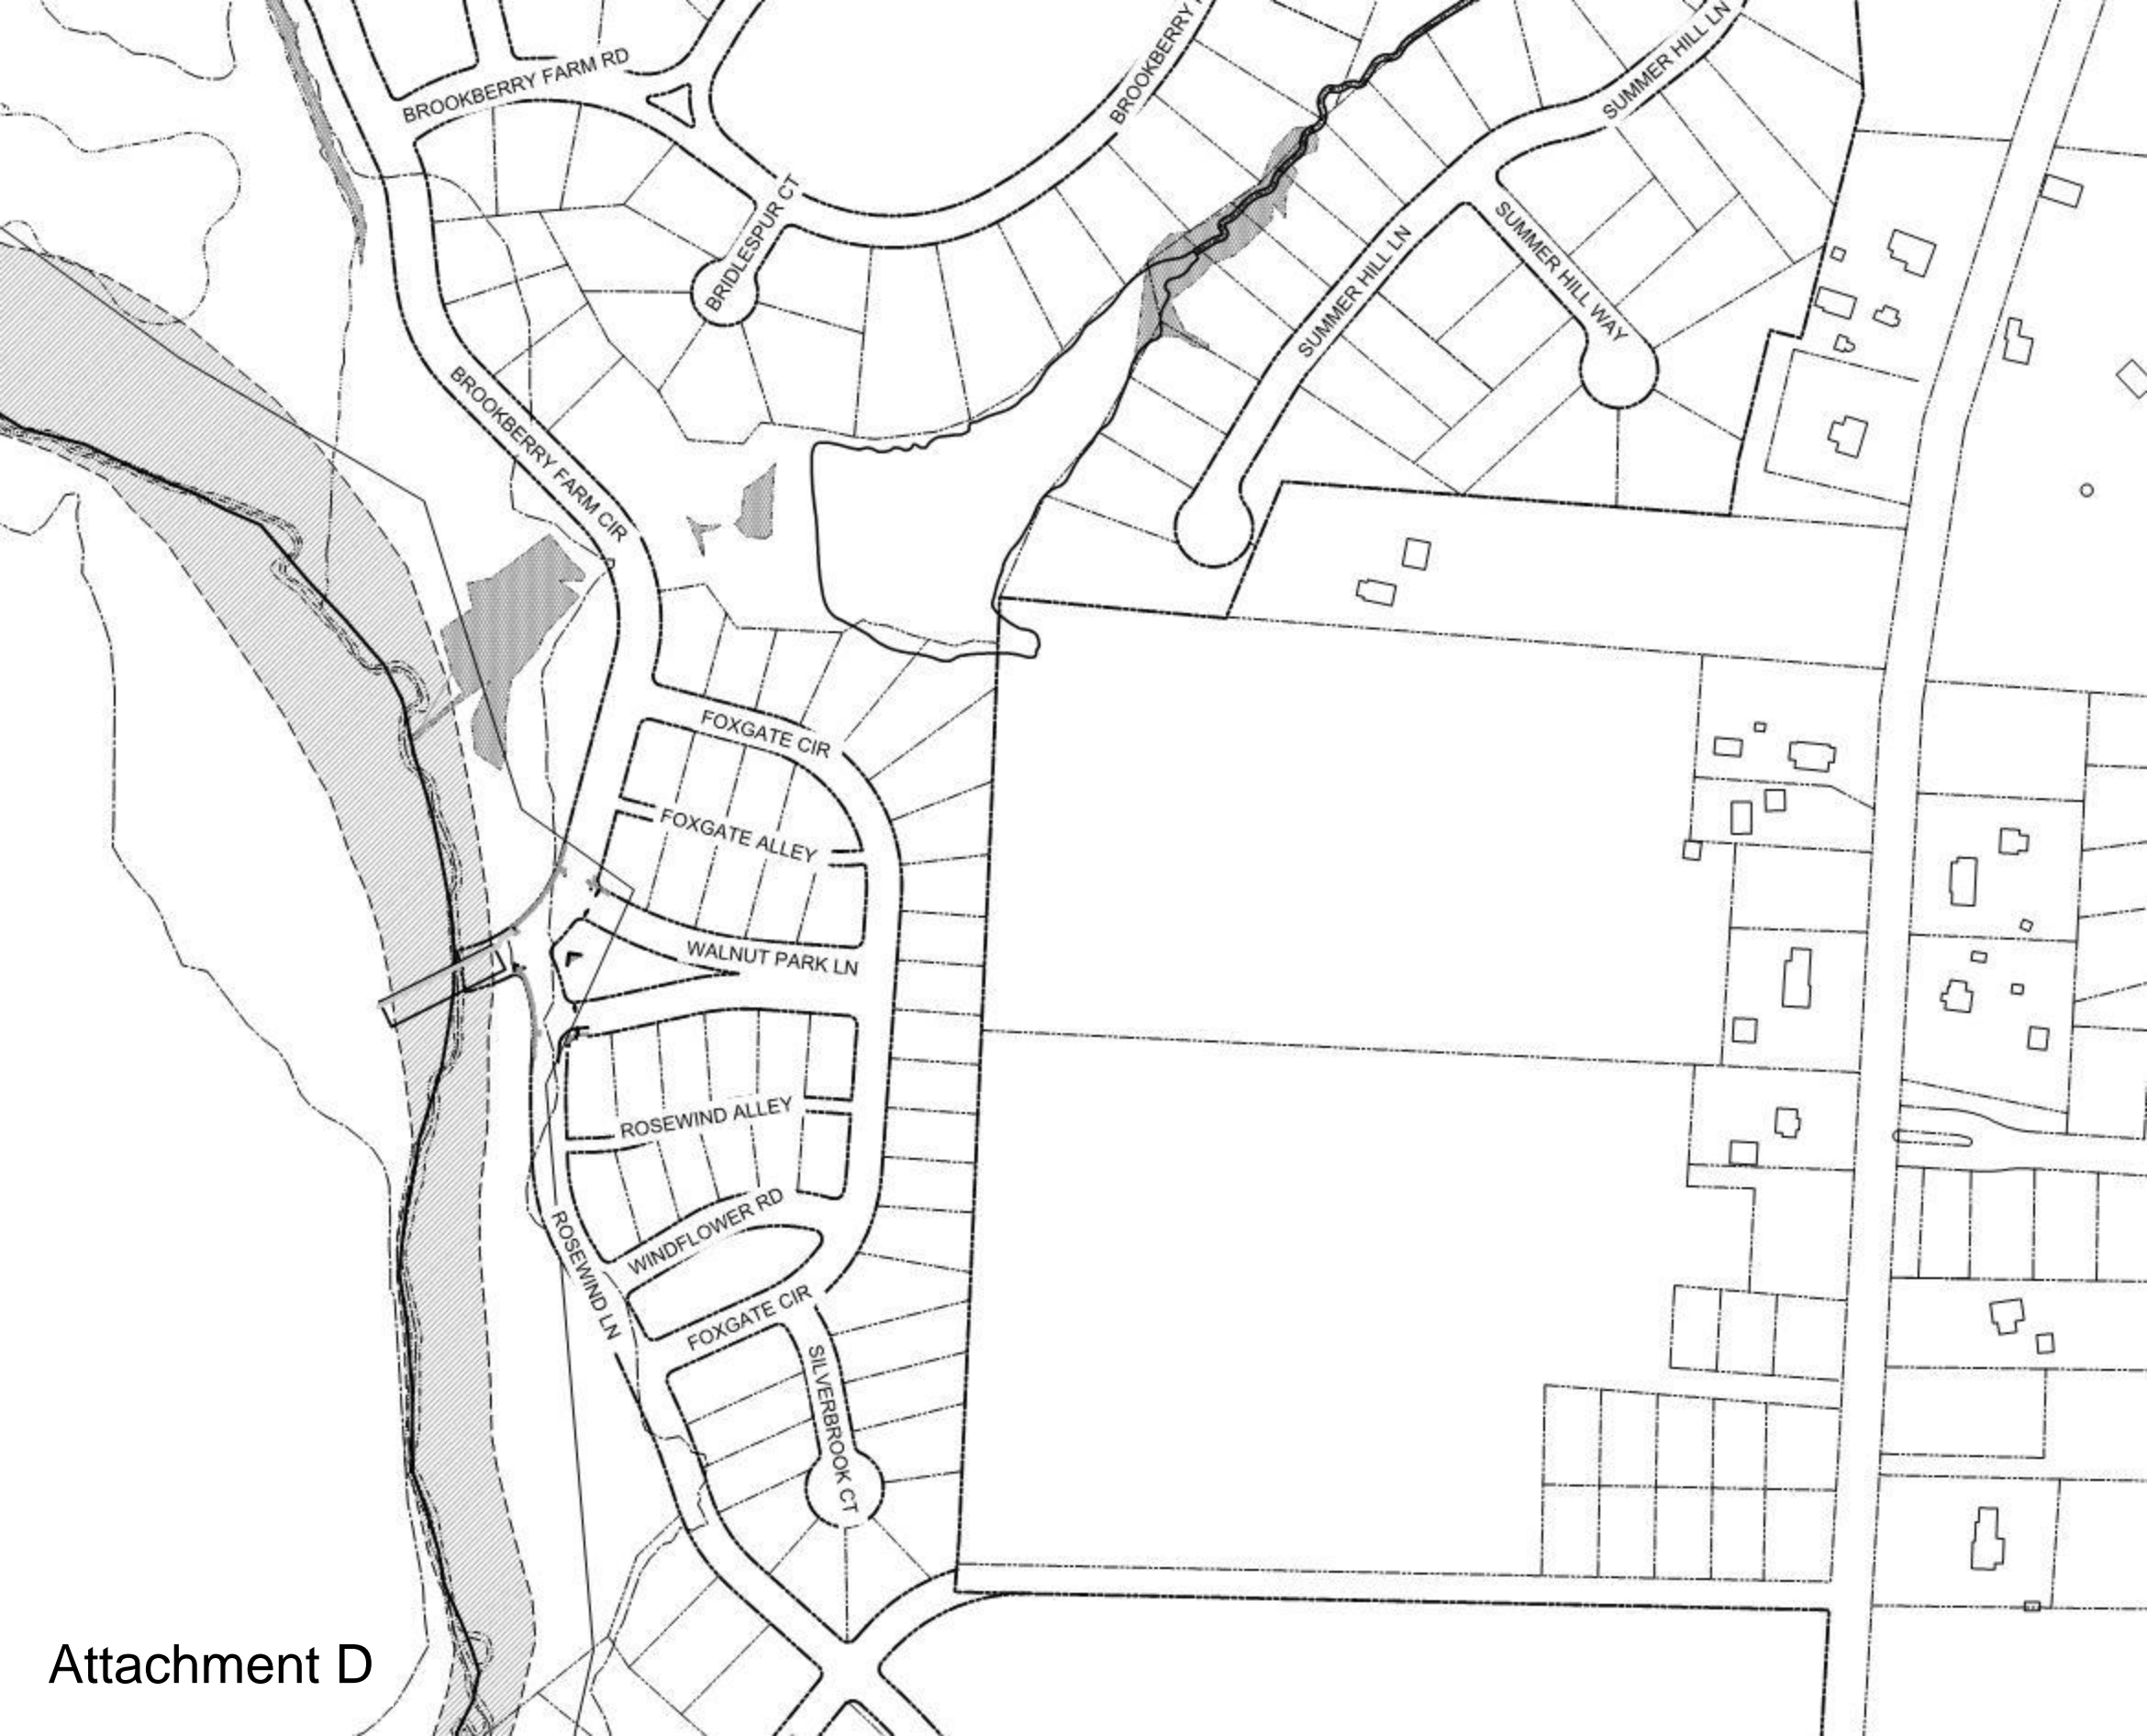 BROOKBERRY FARM RD
BROOKBERRY
SUMMER HILL LN
BRIDLESPUR CT
SUMMER HILL LN
SUMMER HILL WAY
BROOKBERRY FARM CIR
FOXGATE CIR
FOXGATE ALLEY
WALNUT PARK LN
ROSEWIND ALLEY
WINDFLOWER RD
ROSEWIND LN
FOXGATE CIR
SILVERBROOK CT
Attachment D